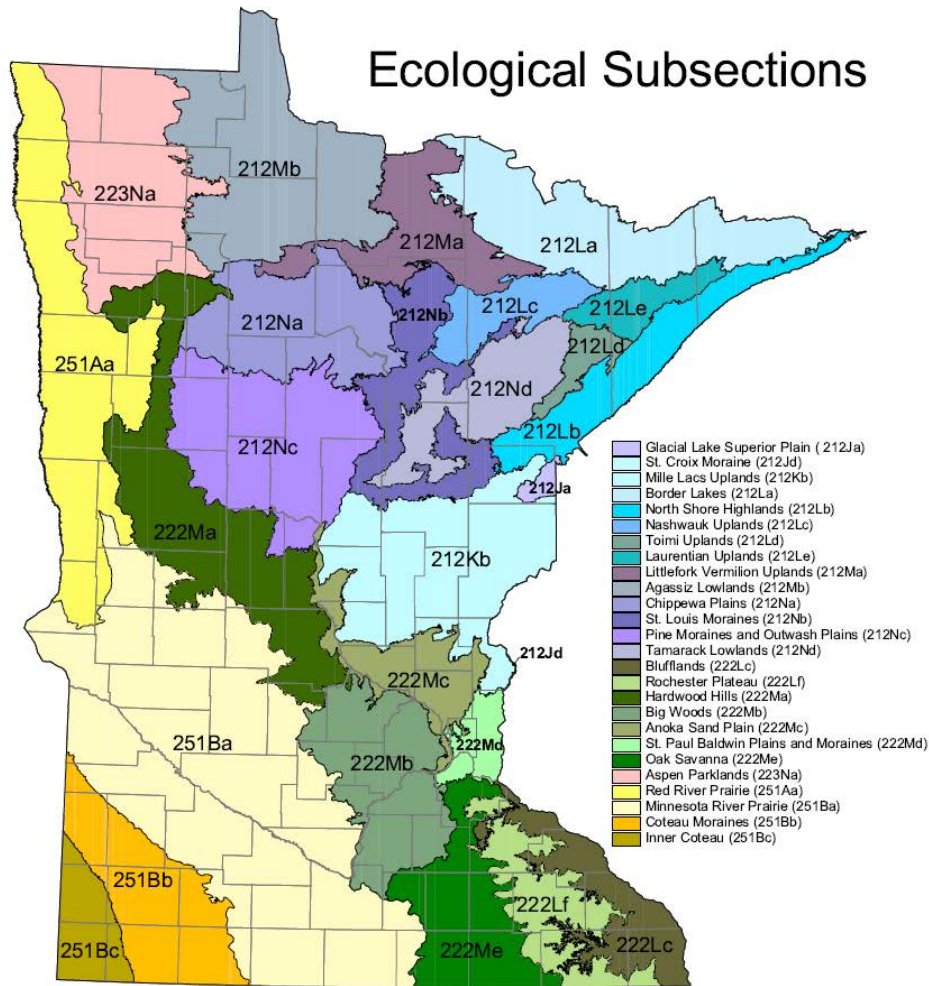 Ecological Subsections
212Mb
223Na
212Ma
212La
212Nb
212Lc
212Le
212Na
212Ld
251Aa
212Nd
212Nc
212Lb
212Ja
222Ma
212Kb
212Jd
222Mc
251Ba
222Md
222Mb
251Bb
222Lf
251Bc
222Me
222Lc
Glacial Lake Superior Plain ( 212Ja)
St. Croix Moraine (212Jd)
Mille Lacs Uplands (212Kb)
Border Lakes (212La)
North Shore Highlands (212Lb)
Nashwauk Uplands (212Lc)
Toimi Uplands (212Ld)
Laurentian Uplands (212Le)
Littlefork Vermilion Uplands (212Ma)
Agassiz Lowlands (212Mb)
Chippewa Plains (212Na)
St. Louis Moraines (212Nb)
Pine Moraines and Outwash Plains (212Nc)
Tamarack Lowlands (212Nd)
Blufflands (222Lc)
Rochester Plateau (222Lf)
Hardwood Hills (222Ma)
Big Woods (222Mb)
Anoka Sand Plain (222Mc)
St. Paul Baldwin Plains and Moraines (222Md)
Oak Savanna (222Me)
Aspen Parklands (223Na)
Red River Prairie (251Aa)
Minnesota River Prairie (251Ba)
Coteau Moraines (251Bb)
Inner Coteau (251Bc)